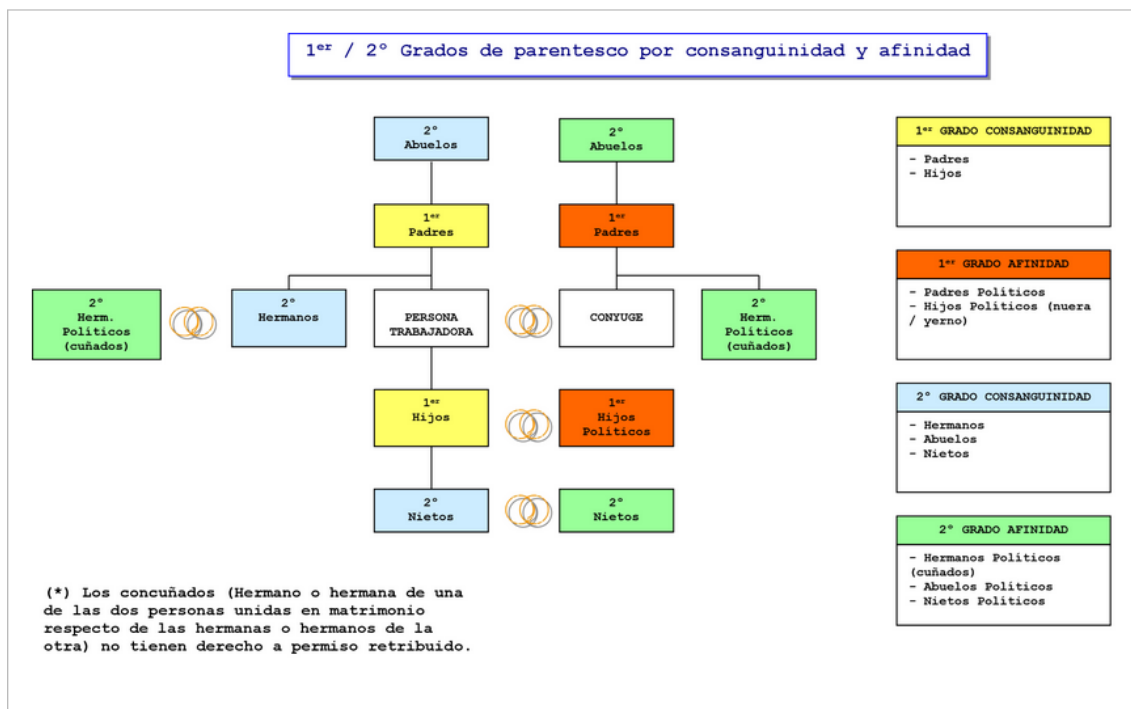 1er / 2º Grados de parentesco por consanguinidad y afinidad
2º
Abuelos
2º
Abuelos
1er
Padres
1er
Padres
2º
Herm.
Políticos
(cuñados)
2º
Hermanos
PERSONA
TRABAJADORA
CONYUGE
2º
Herm.
Políticos
(cuñados)
1er
Hijos
1er
Hijos
Políticos
2º
Nietos
2º
Nietos
1er GRADO CONSANGUINIDAD
- Padres
- Hijos
1er GRADO AFINIDAD
- Padres Políticos
- Hijos Políticos (nuera
/ yerno)
2º GRADO CONSANGUINIDAD
- Hermanos
- Abuelos
- Nietos
2º GRADO AFINIDAD
- Hermanos Políticos
(cuñados)
- Abuelos Políticos
- Nietos Políticos
(*) Los concuñados (Hermano o hermana de una
de las dos personas unidas en matrimonio
respecto de las hermanas o hermanos de la
otra) no tienen derecho a permiso retribuido.